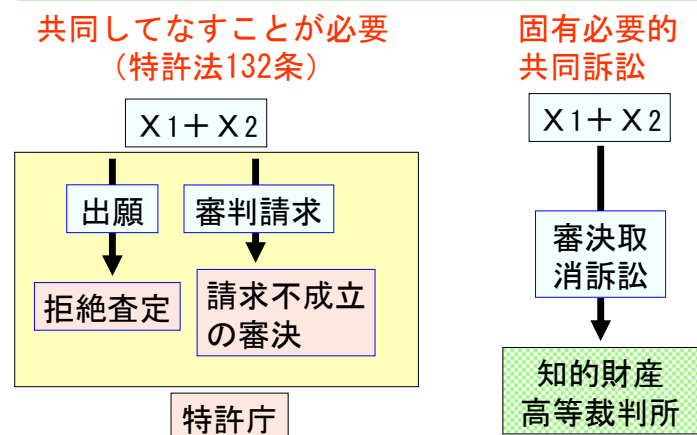 共同してなすことが必要
（特許法132条）
Ｘ1＋Ｘ2
出願
審判請求
拒絶査定
請求不成立
の審決
特許庁
固有必要的
共同訴訟
Ｘ1＋Ｘ2
審決取
消訴訟
知的財産
高等裁判所